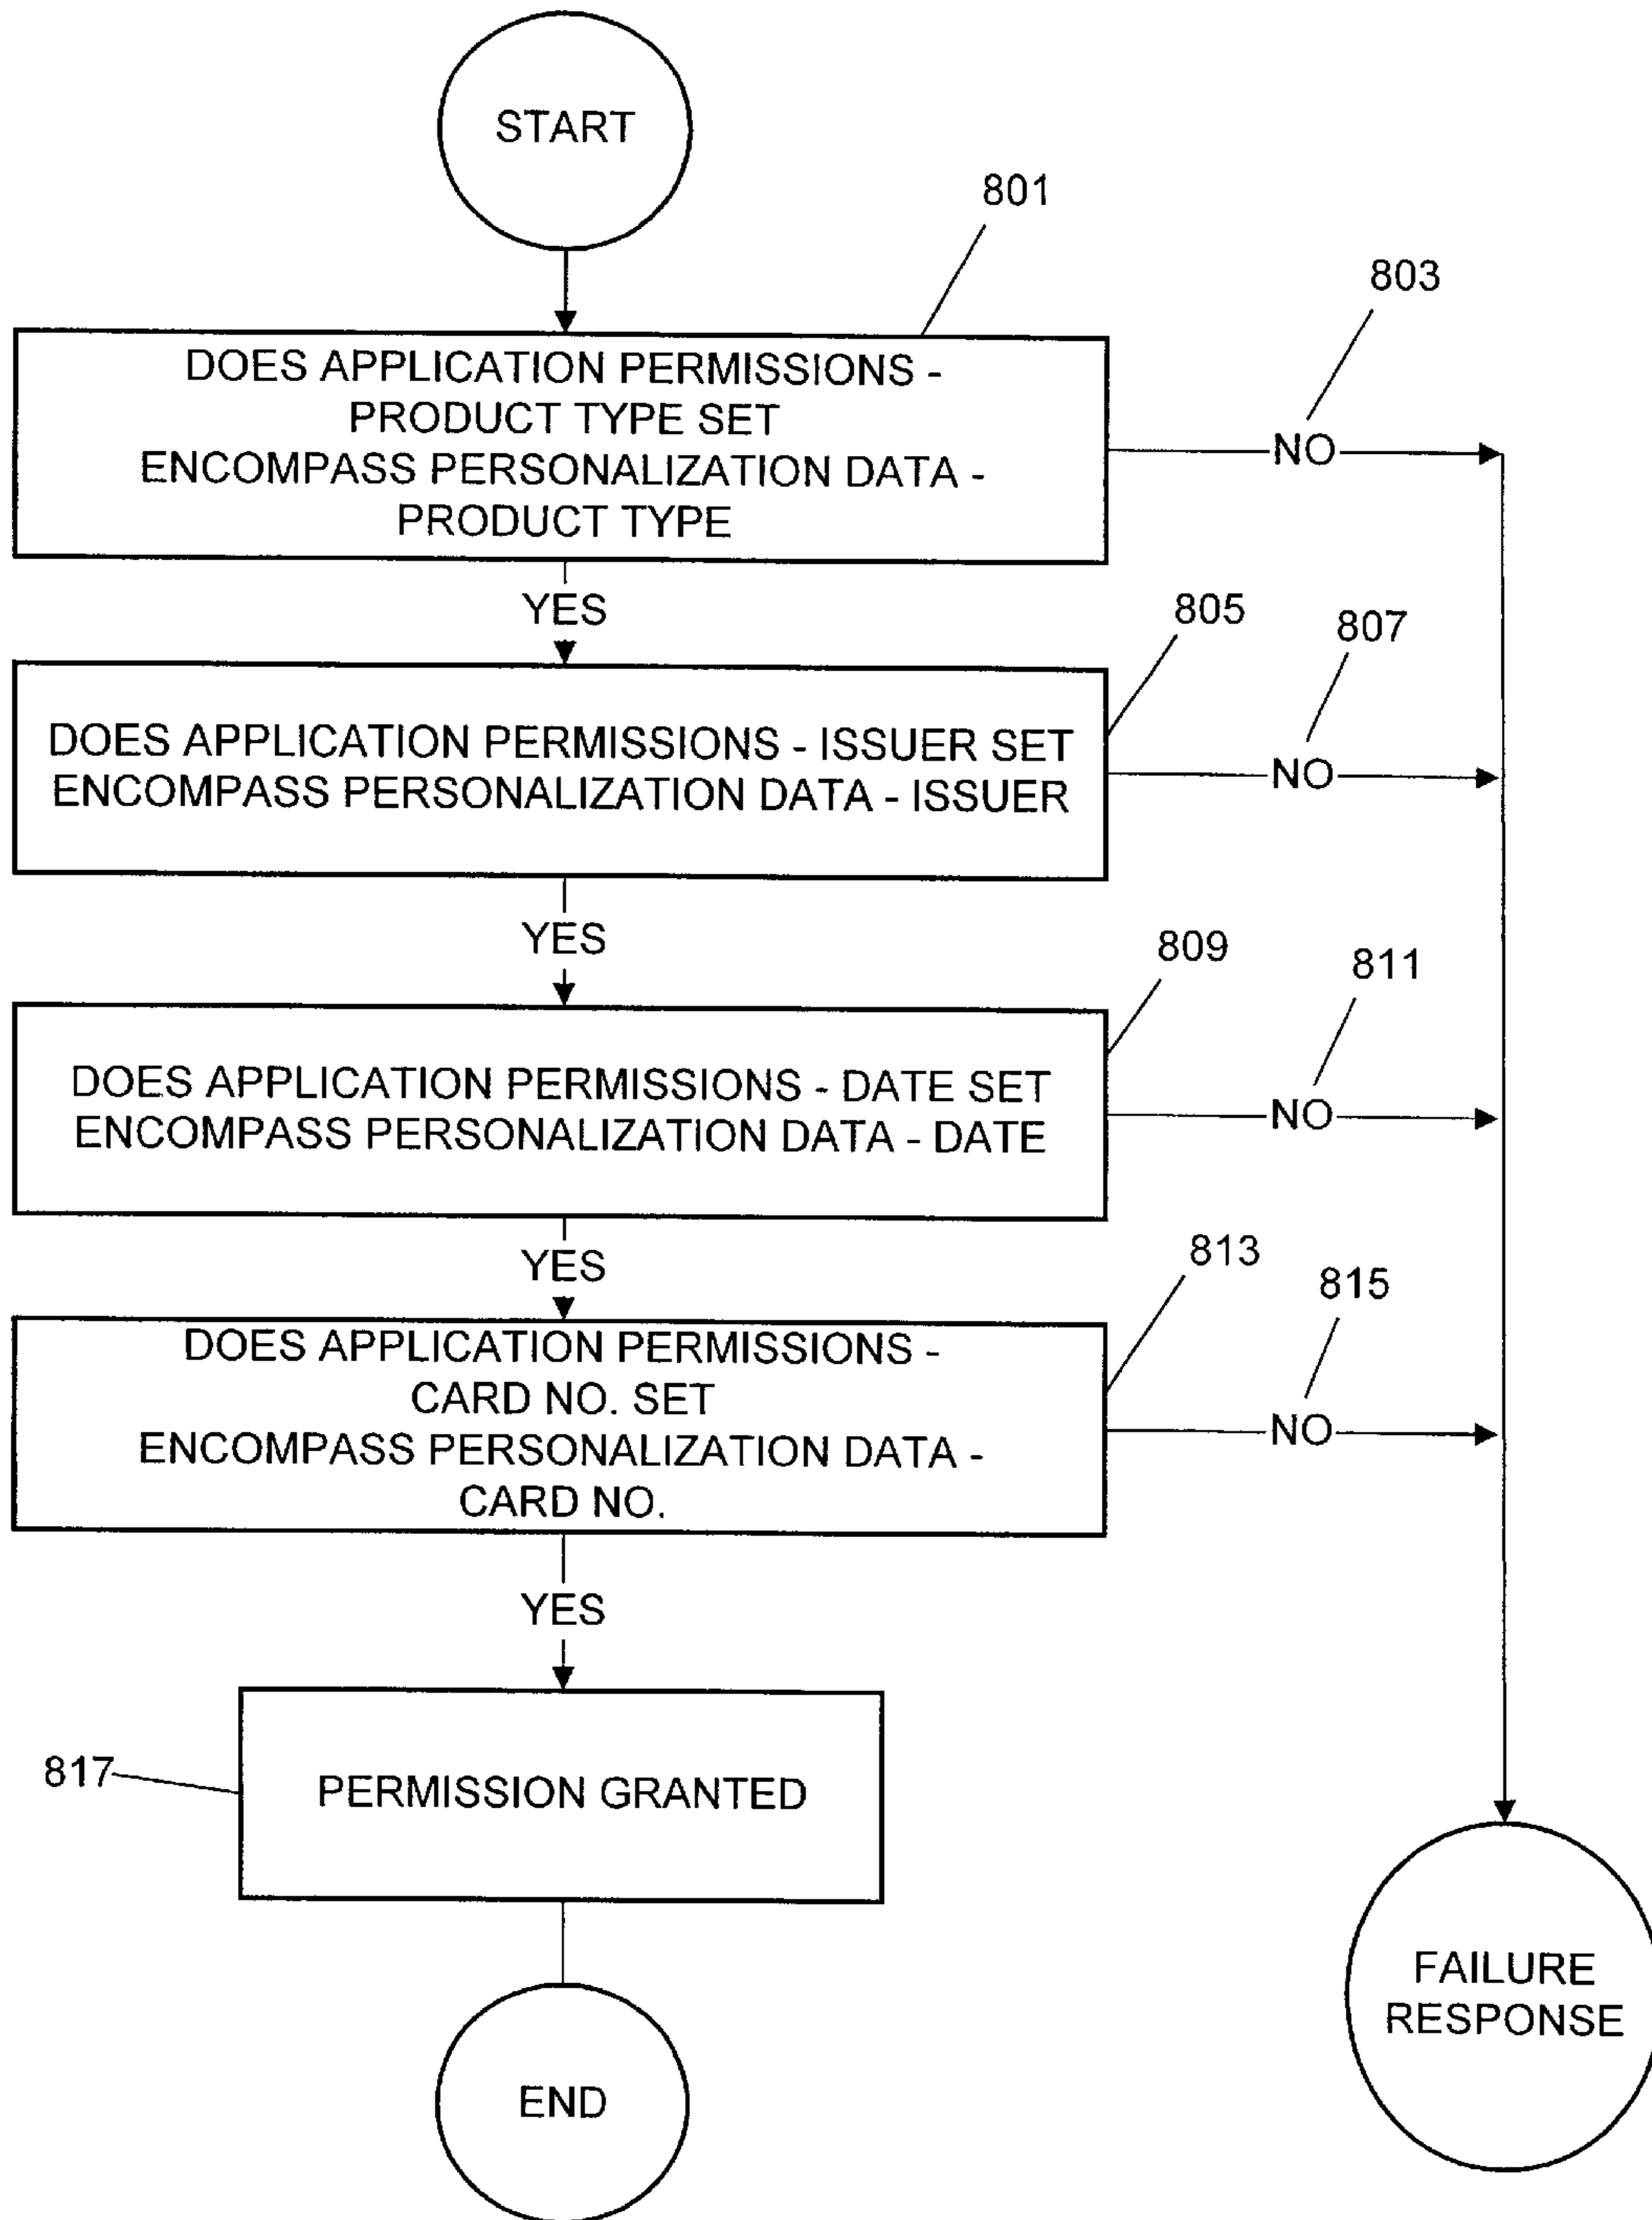 START
801
803
DOES APPLICATION PERMISSIONS -
PRODUCT TYPE SET
ENCOMPASS PERSONALIZATION DATA -
PRODUCT TYPE
NO
YES
805
807
DOES APPLICATION PERMISSIONS - ISSUER SET
ENCOMPASS PERSONALIZATION DATA - ISSUER
NO
YES
809
811
DOES APPLICATION PERMISSIONS - DATE SET
ENCOMPASS PERSONALIZATION DATA - DATE
NO
YES
813
815
DOES APPLICATION PERMISSIONS -
CARD NO. SET
ENCOMPASS PERSONALIZATION DATA -
CARD NO.
NO
YES
817
PERMISSION GRANTED
FAILURE
RESPONSE
END